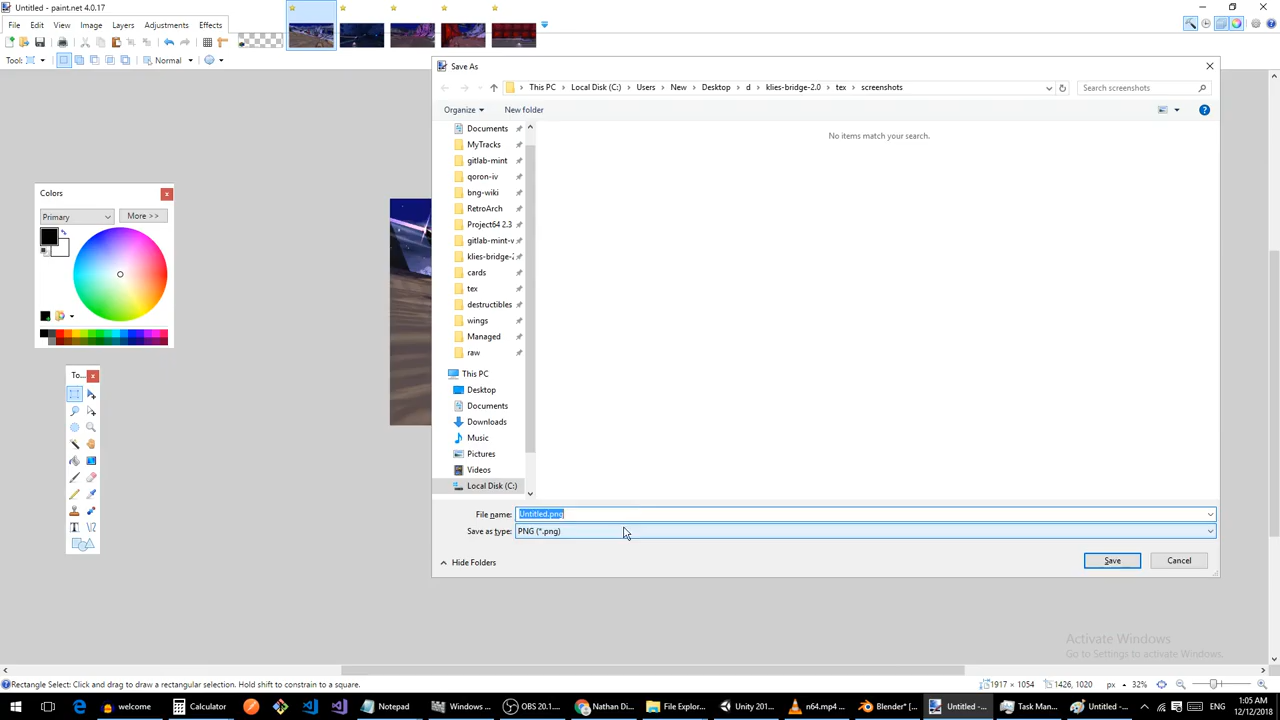 Untitled - paint.net 4.0.17
File Edit View Image Layers Adjustments Effects
Tool: Normal
Save As
This PC Local Disk (C:) Users New Desktop d klies-bridge-2.0 tex screenshots
Search screenshots
Organize New folder
No items match your search.
Documents
MyTracks
gitlab-mint
qoron-iv
bng-wiki
RetroArch
Project64 2.3
gitlab-mint-v
klies-bridge-2
cards
tex
destructibles
wings
Managed
raw
This PC
Desktop
Documents
Downloads
Music
Pictures
Videos
Local Disk (C:)
Colors
Primary More >>
To...
File name: Untitled.png
Save as type: PNG (*.png)
Hide Folders
Save Cancel
Activate Windows
Go to Settings to activate Windows.
Rectangle Select: Click and drag to draw a rectangular selection. Hold shift to constrain to a square.
1917 × 1054 1426, 1020 px 32%
welcome Calculator Notepad Windows ... OBS 20.1.... Nathan Di... File Explor... Unity 201... u64.mp4 ... Blender* [... Untitled -... Task Man... Untitled -...
1:05 AM
12/12/2018